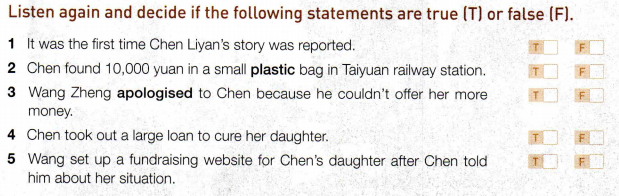 Listen again and decide if the following statements are true (T) or false (F).
1 It was the first time Chen Liyan's story was reported. T F
2 Chen found 10,000 yuan in a small plastic bag in Taiyuan railway station. T F
3 Wang Zheng apologised to Chen because he couldn't offer her more T F
money.
4 Chen took out a large loan to cure her daughter. T F
5 Wang set up a fundraising website for Chen's daughter after Chen told T F
him about her situation.